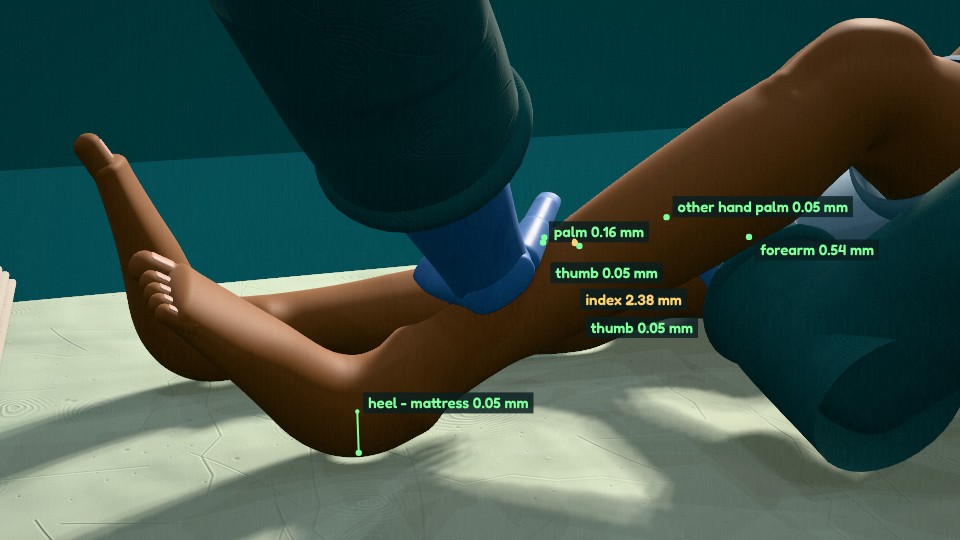 other hand palm 0.05 mm
palm 0.16 mm
forearm 0.54 mm
thumb 0.05 mm
index 2.38 mm
thumb 0.05 mm
heel - mattress 0.05 mm